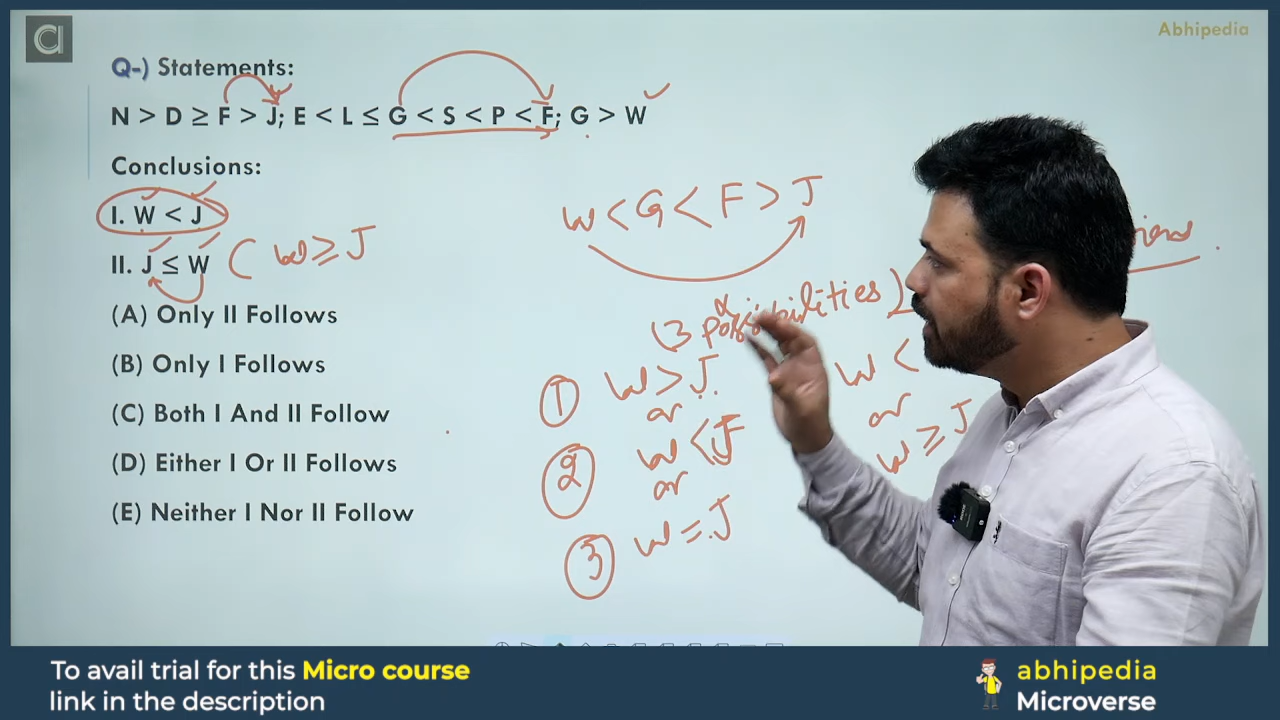 Abhipedia
Q-) Statements:
N > D ≥ F > J; E < L ≤ G < S < P < F; G > W
Conclusions:
I. W < J
II. J ≤ W ( W ≥ J
(A) Only II Follows
(B) Only I Follows
(C) Both I And II Follow
(D) Either I Or II Follows
(E) Neither I Nor II Follow
W < G < F > J
(3 possibilities)
① W > J
or
② W < J
or
③ W = J
W <
or
W ≥ J
To avail trial for this Micro course
link in the description
abhipedia
Microverse